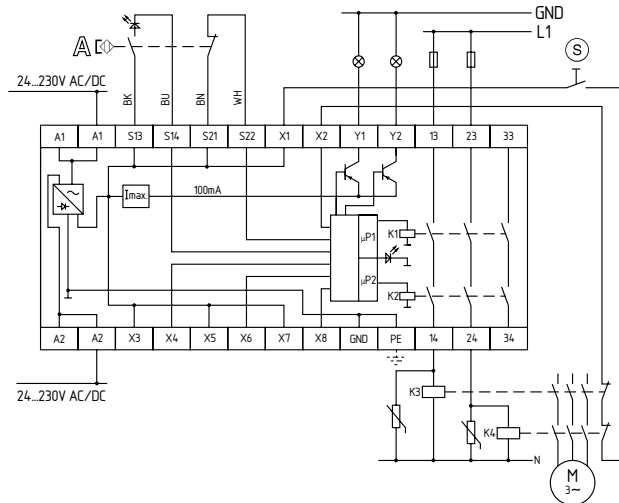 GND
L1
A
S
24...230V AC/DC
BK
BU
BN
WH
A1 A1 S13 S14 S21 S22 X1 X2 Y1 Y2 13 23 33
Imax.
100mA
K1
µP1
µP2
K2
A2 A2 X3 X4 X5 X6 X7 X8 GND PE 14 24 34
24...230V AC/DC
K3
K4
N
M
3~